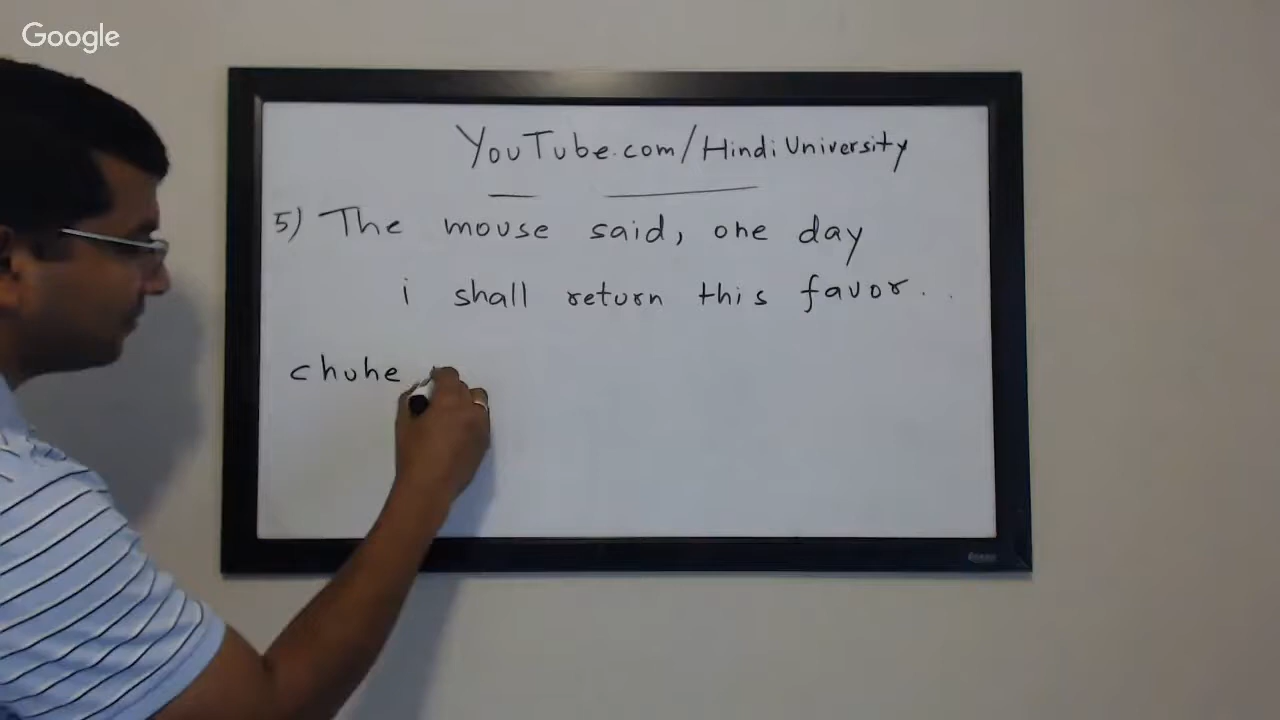 Google
YouTube.com/HindiUniversity
5) The mouse said, one day
i shall return this favor..
chuhe